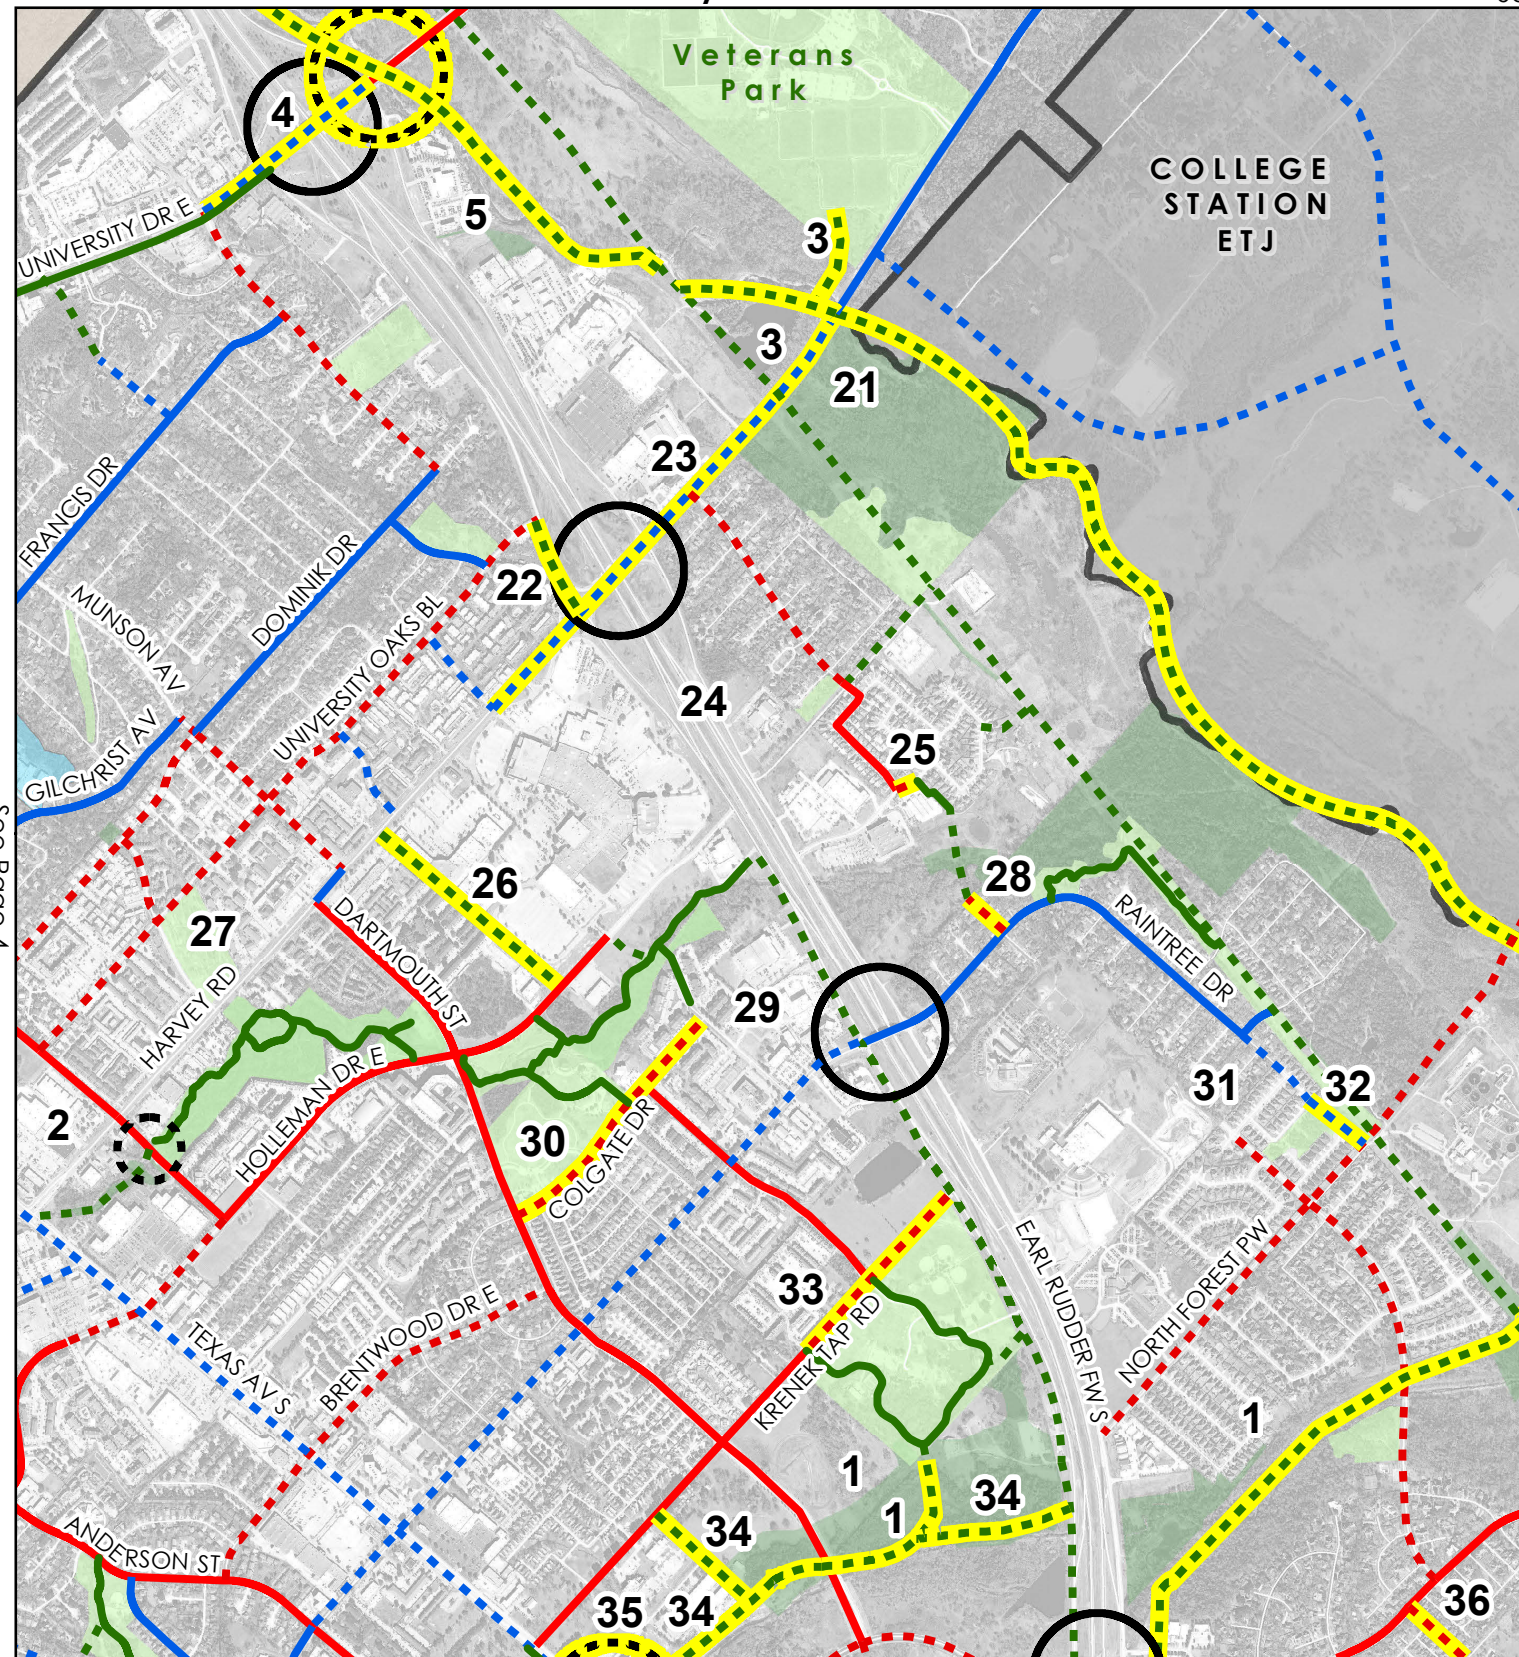 Veterans
Park
4
COLLEGE
STATION
ETJ
UNIVERSITY DR E
5
3
3
21
23
FRANCIS DR
DOMINIK DR
22
MUNSON AV
UNIVERSITY OAKS BL
24
GILCHRIST AV
25
26
28
27
DARTMOUTH ST
RAINTREE DR
HARVEY RD
29
HOLLEMAN DR E
31
32
2
30
COLGATE DR
EARL RUDDER FW S
NORTH FOREST PW
33
KRENEK TAP RD
TEXAS AV S
BRENTWOOD DR E
1
1
34
1
34
ANDERSON ST
35
34
36